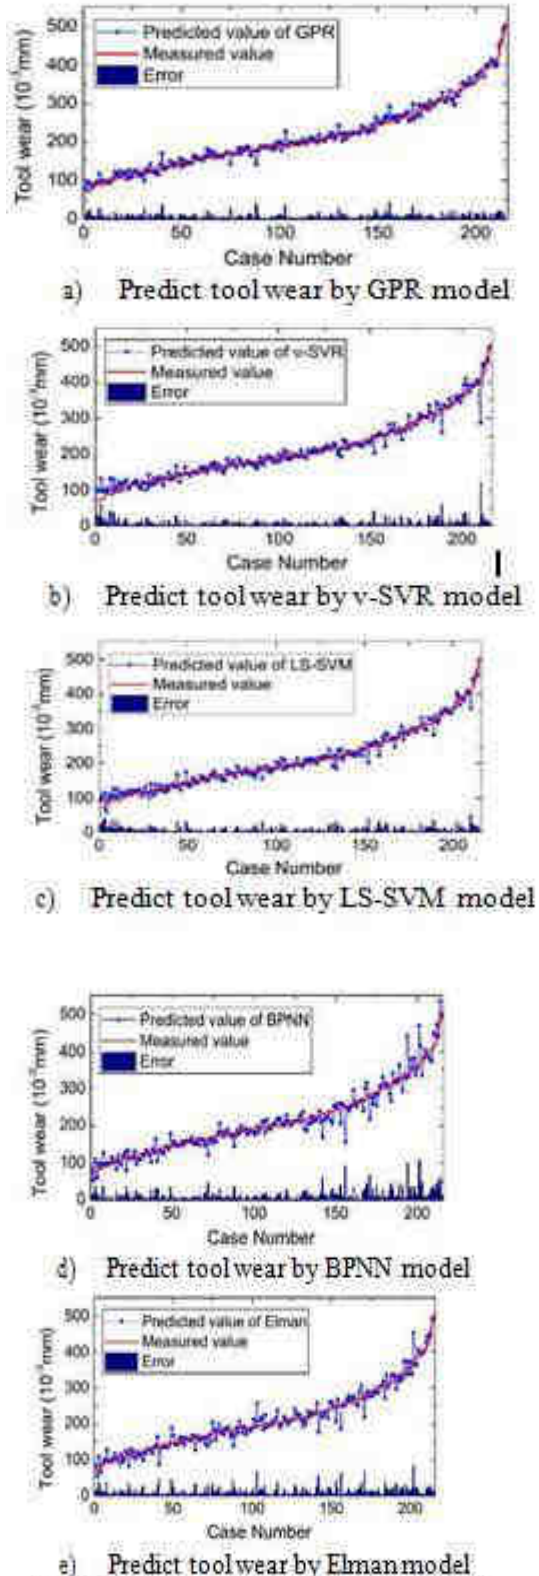 500
400
300
200
100
0
Tool wear (10⁻³mm)
Predicted value of GPR
Measured value
Error
0 50 100 150 200
Case Number
a) Predict tool wear by GPR model
500
400
300
200
100
0
Tool wear (10⁻³mm)
Predicted value of v-SVR
Measured value
Error
0 50 100 150 200
Case Number
b) Predict tool wear by v-SVR model
500
400
300
200
100
0
Tool wear (10⁻³mm)
Predicted value of LS-SVM
Measured value
Error
0 50 100 150 200
Case Number
c) Predict tool wear by LS-SVM model
500
400
300
200
100
0
Tool wear (10⁻³mm)
Predicted value of BPNN
Measured value
Error
0 50 100 150 200
Case Number
d) Predict tool wear by BPNN model
500
400
300
200
100
0
Tool wear (10⁻³mm)
Predicted value of Elman
Measured value
Error
0 50 100 150 200
Case Number
e) Predict tool wear by Elman model